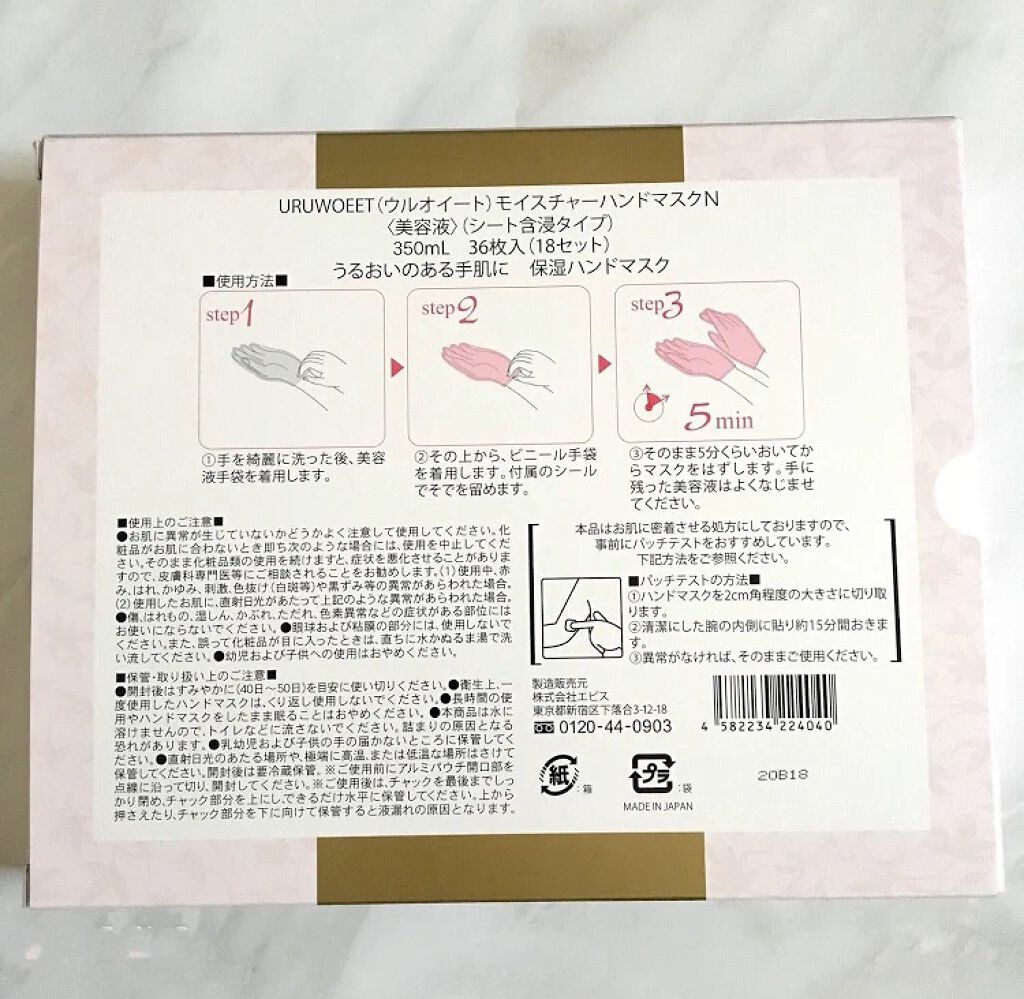 URUWOEET(ウルオイート)モイスチャーハンドマスクN
〈美容液〉(シート含浸タイプ)
350mL 36枚入(18セット)
うるおいのある手肌に 保湿ハンドマスク
■使用方法■
step1
step2
step3
5 min
①手を綺麗に洗った後、美容
液手袋を着用します。
②その上から、ビニール手袋
を着用します。付属のシール
でそでを留めます。
③そのまま5分くらいおいてか
らマスクをはずします。手に
残った美容液はよくなじませ
てください。
■使用上のご注意■
●お肌に異常が生じていないかどうかよく注意して使用してください。化
粧品がお肌に合わないとき即ち次のような場合には、使用を中止してくだ
さい。そのまま化粧品類の使用を続けますと、症状を悪化させることがありま
すので、皮膚科専門医等にご相談されることをお勧めします。(1)使用中、赤
み、はれ、かゆみ、刺激、色抜け(白斑等)や黒ずみ等の異常があらわれた場合。
(2)使用したお肌に、直射日光があたって上記のような異常があらわれた場合。
●傷、はれもの、湿しん、かぶれ、ただれ、色素異常などの症状がある部位には
お使いにならないでください。●眼球および粘膜の部分には、使用しないで
ください。また、誤って化粧品が目に入ったときは、直ちに水かぬるま湯で洗
い流してください。●幼児および子供への使用はおやめください。
■保管・取り扱い上のご注意■
●開封後はすみやかに(40日〜50日)を目安に使い切りください。●衛生上、一
度使用したハンドマスクは、くり返し使用しないでください。●長時間の使
用やハンドマスクをしたまま眠ることはおやめください。●本商品は水に
溶けませんので、トイレなどに流さないでください。詰まりの原因となる
恐れがあります。●乳幼児および子供の手の届かないところに保管してく
ださい。●直射日光のあたる場所や、極端に高温、または低温な場所はさけて
保管してください。開封後は要冷蔵保管。※ご使用前にアルミパウチ開口部を
点線に沿って切り、開封してください。※ご使用後は、チャックを最後までしっ
かり閉め、チャック部分を上にし、できるだけ水平に保管してください。上から
押さえたり、チャック部分を下に向けて保管すると液漏れの原因となります。
本品はお肌に密着させる処方にしておりますので、
事前にパッチテストをおすすめしています。
下記方法をご参照ください。
■パッチテストの方法■
①ハンドマスクを2cm角程度の大きさに切り取
ります。
②清潔にした腕の内側に貼り約15分間おきま
す。
③異常がなければ、そのままご使用ください。
製造販売元
株式会社エビス
東京都新宿区下落合3-12-18
0120-44-0903
4 582234 224040
紙 :箱
プラ :袋
MADE IN JAPAN
20B18